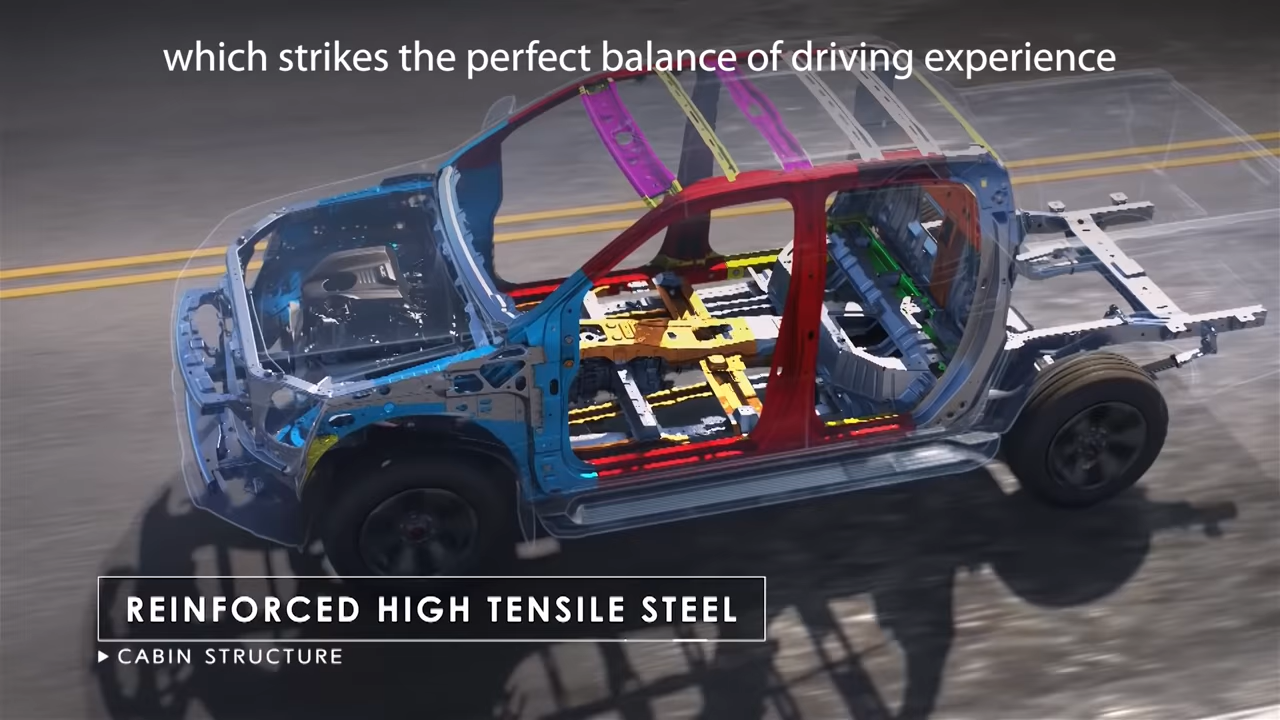 which strikes the perfect balance of driving experience
REINFORCED HIGH TENSILE STEEL
CABIN STRUCTURE